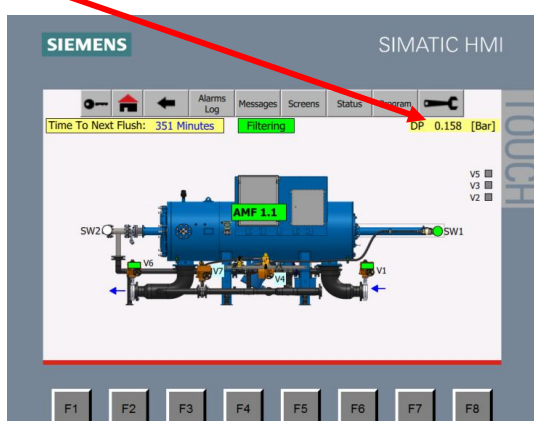 SIEMENS
SIMATIC HMI
TOUCH
Alarms
Log
Messages
Screens
Status
Program
Time To Next Flush: 351 Minutes
Filtering
DP 0.158 [Bar]
V5
V3
V2
AMF 1.1
SW2
SW1
V6
V7
V4
V1
F1 F2 F3 F4 F5 F6 F7 F8